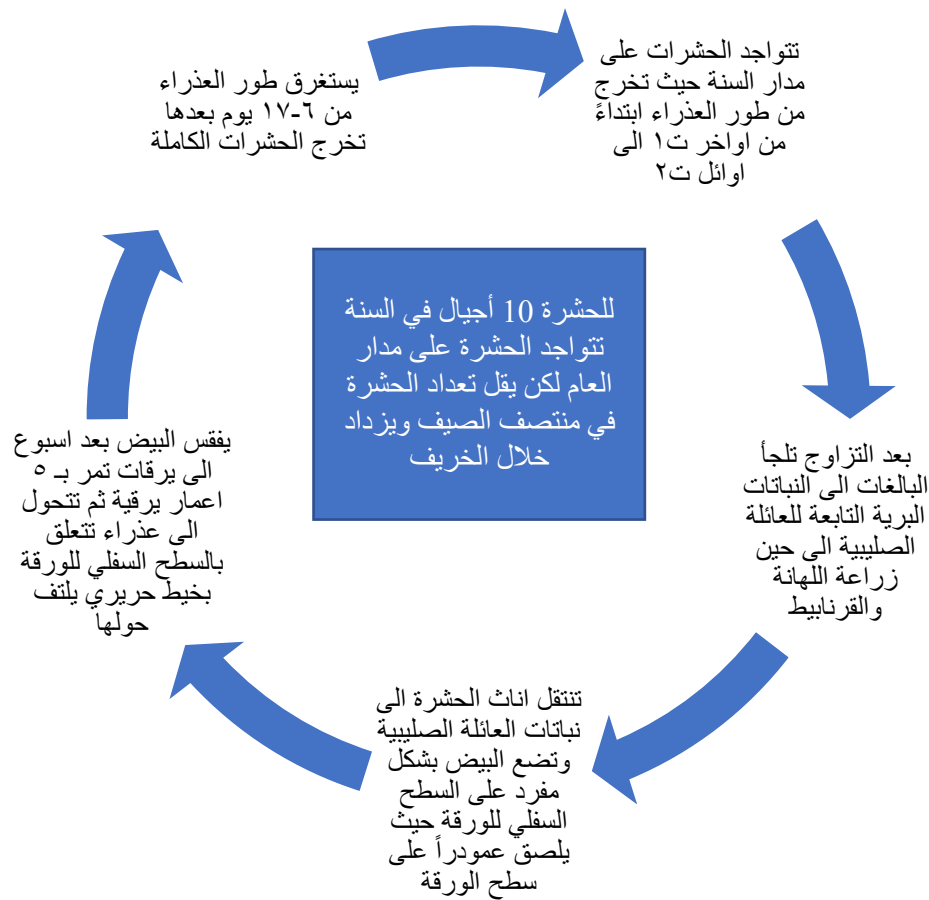 تتواجد الحشرات على
مدار السنة حيث تخرج
من طور العذراء ابتداءً
من اواخر ت١ الى
اوائل ت٢
بعد التزاوج تلجأ
البالغات الى النباتات
البرية التابعة للعائلة
الصليبية الى حين
زراعة اللهانة
والقرنابيط
تنتقل اناث الحشرة الى
نباتات العائلة الصليبية
وتضع البيض بشكل
مفرد على السطح
السفلي للورقة حيث
يلصق عمودراً على
سطح الورقة
يفقس البيض بعد اسبوع
الى يرقات تمر بـ ٥
اعمار يرقية ثم تتحول
الى عذراء تتعلق
بالسطح السفلي للورقة
بخيط حريري يلتف
حولها
يستغرق طور العذراء
من ٦-١٧ يوم بعدها
تخرج الحشرات الكاملة
للحشرة 10 أجيال في السنة
تتواجد الحشرة على مدار
العام لكن يقل تعداد الحشرة
في منتصف الصيف ويزداد
خلال الخريف